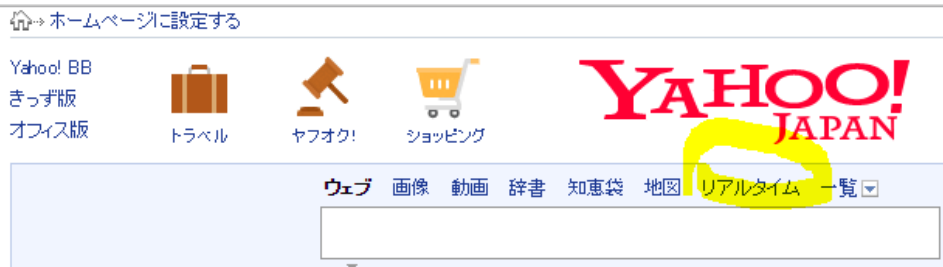 ホームページに設定する
Yahoo! BB
きっず版
オフィス版
トラベル ヤフオク! ショッピング
YAHOO!
JAPAN
ウェブ 画像 動画 辞書 知恵袋 地図 リアルタイム 一覧